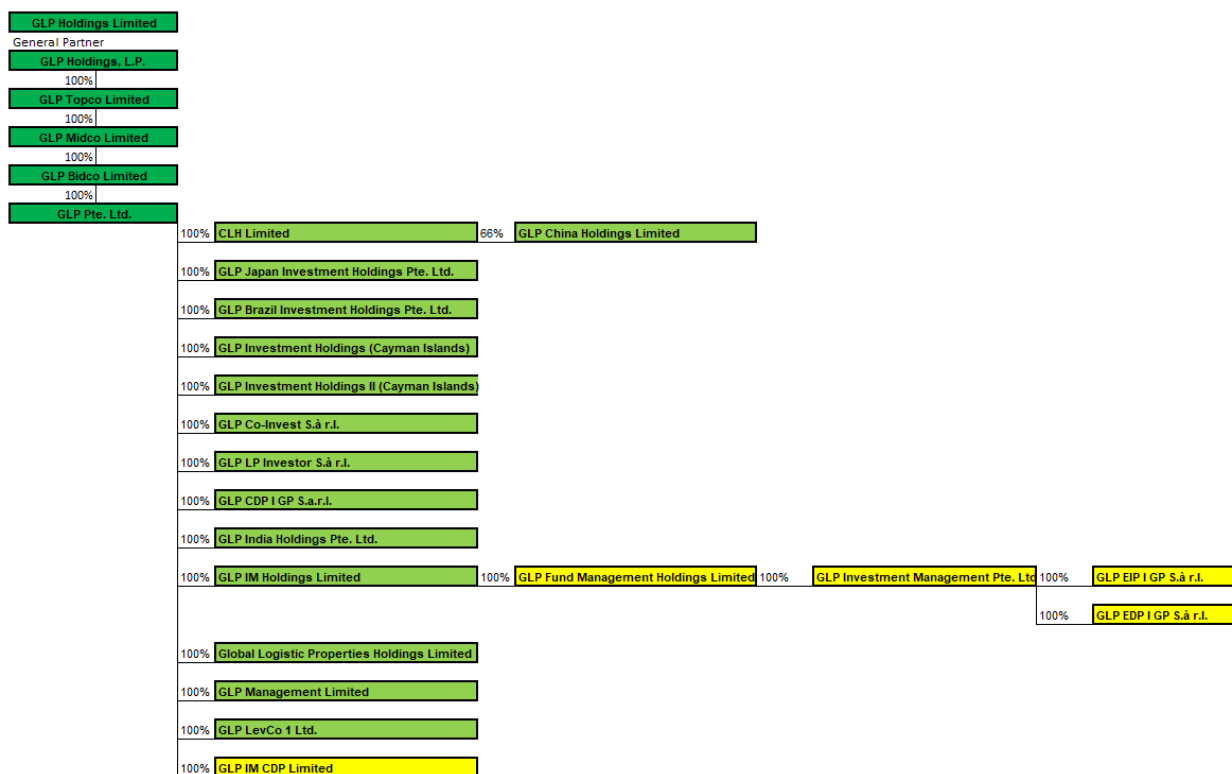 GLP Holdings Limited
General Partner
GLP Holdings, L.P.
100%
GLP Topco Limited
100%
GLP Midco Limited
100%
GLP Bidco Limited
100%
GLP Pte. Ltd.
100% CLH Limited 66% GLP China Holdings Limited
100% GLP Japan Investment Holdings Pte. Ltd.
100% GLP Brazil Investment Holdings Pte. Ltd.
100% GLP Investment Holdings (Cayman Islands)
100% GLP Investment Holdings II (Cayman Islands)
100% GLP Co-Invest S.à r.l.
100% GLP LP Investor S.à r.l.
100% GLP CDP I GP S.a.r.l.
100% GLP India Holdings Pte. Ltd.
100% GLP IM Holdings Limited 100% GLP Fund Management Holdings Limited 100% GLP Investment Management Pte. Ltd 100% GLP EIP I GP S.à r.l.
100% GLP EDP I GP S.à r.l.
100% Global Logistic Properties Holdings Limited
100% GLP Management Limited
100% GLP LevCo 1 Ltd.
100% GLP IM CDP Limited